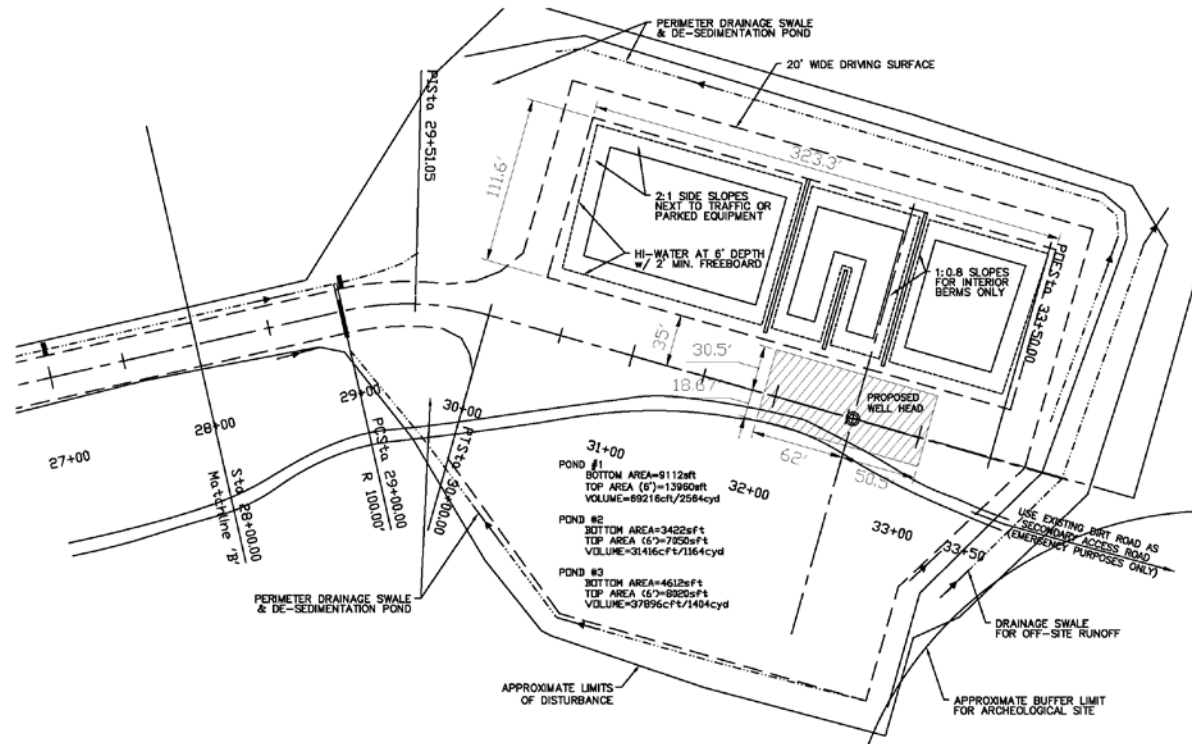 PERIMETER DRAINAGE SWALE
& DE-SEDIMENTATION POND
20' WIDE DRIVING SURFACE
PISta 29+51.05
111.6'
323.3'
2:1 SIDE SLOPES
NEXT TO TRAFFIC OR
PARKED EQUIPMENT
HI-WATER AT 6' DEPTH
w/ 2' MIN. FREEBOARD
1:0.8 SLOPES
FOR INTERIOR
BERMS ONLY
33+50.00
35'
30.5'
18.67'
PROPOSED
WELL HEAD
62'
50.5'
27+00
28+00
29+00
30+00
31+00
32+00
33+00
33+50
Sta 28+00.00
Matchline 'B'
PCSta 29+00.00
R 100.00'
PTSta 30+00.00
POND #1
BOTTOM AREA=9112sft
TOP AREA (6')=13960sft
VOLUME=69216cft/2564cyd
POND #2
BOTTOM AREA=3422sft
TOP AREA (6')=7050sft
VOLUME=31416cft/1164cyd
POND #3
BOTTOM AREA=4612sft
TOP AREA (6')=8020sft
VOLUME=37896cft/1404cyd
USE EXISTING DIRT ROAD AS
SECONDARY ACCESS ROAD
(EMERGENCY PURPOSES ONLY)
PERIMETER DRAINAGE SWALE
& DE-SEDIMENTATION POND
DRAINAGE SWALE
FOR OFF-SITE RUNOFF
APPROXIMATE LIMITS
OF DISTURBANCE
APPROXIMATE BUFFER LIMIT
FOR ARCHEOLOGICAL SITE